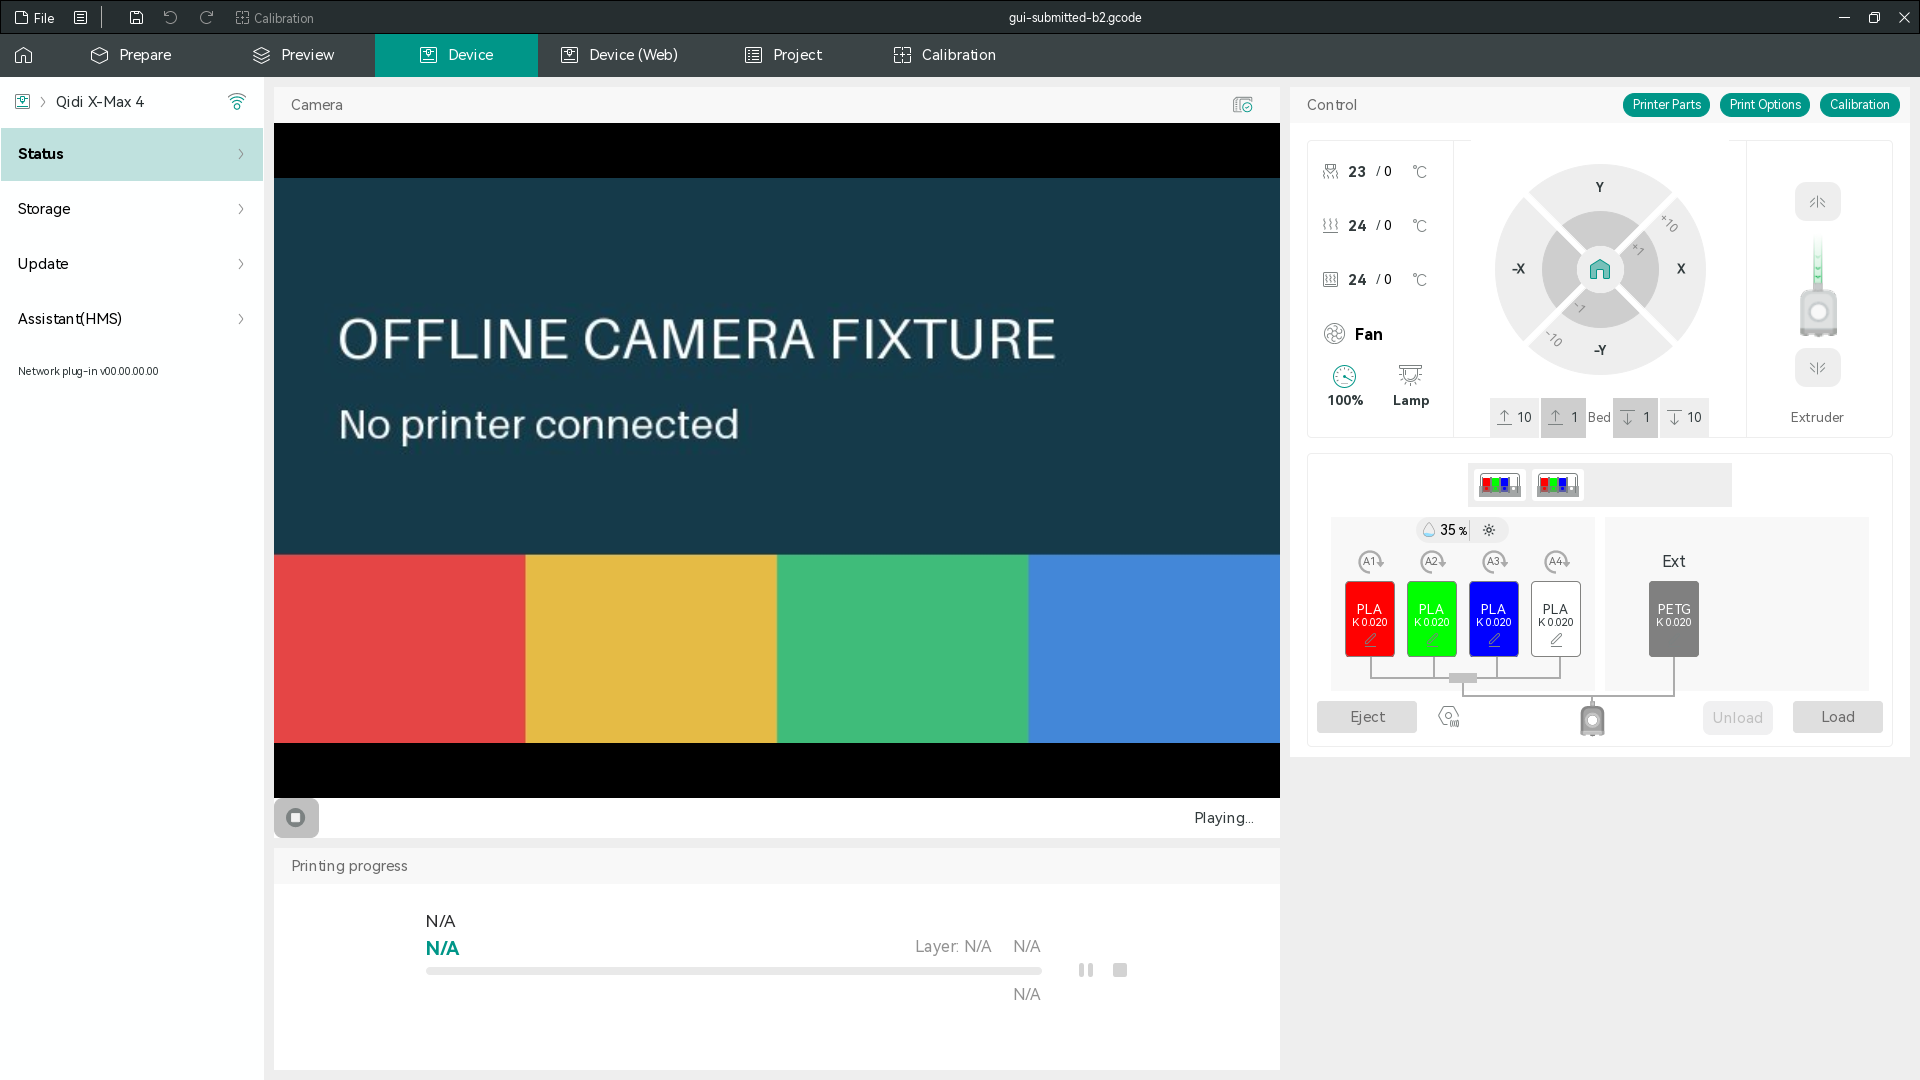 File
Calibration
gui-submitted-b2.gcode
Prepare
Preview
Device
Device (Web)
Project
Calibration
Qidi X-Max 4
Status
Storage
Update
Assistant(HMS)
Network plug-in v00.00.00.00
Camera
OFFLINE CAMERA FIXTURE
No printer connected
Playing...
Printing progress
N/A
N/A
Layer: N/A
N/A
N/A
Control
Printer Parts
Print Options
Calibration
23 / 0 °C
24 / 0 °C
24 / 0 °C
Fan
100%
Lamp
Y
+10
+1
-X
X
-1
-10
-Y
10
1
Bed
1
10
Extruder
35 %
A1
A2
A3
A4
Ext
PLA
K 0.020
PLA
K 0.020
PLA
K 0.020
PLA
K 0.020
PETG
K 0.020
Eject
Unload
Load